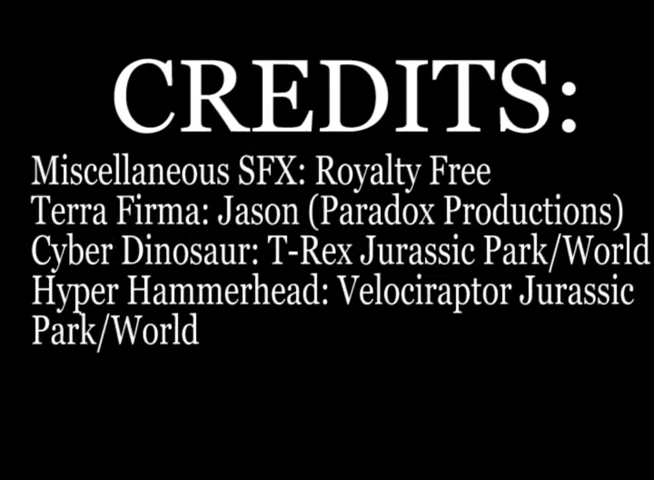 CREDITS:
Miscellaneous SFX: Royalty Free
Terra Firma: Jason (Paradox Productions)
Cyber Dinosaur: T-Rex Jurassic Park/World
Hyper Hammerhead: Velociraptor Jurassic
Park/World